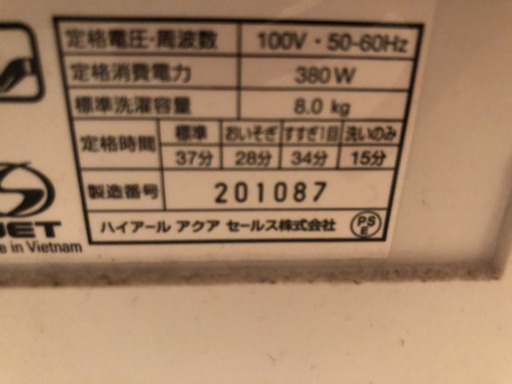 定格電圧・周波数 100V・50-60Hz
定格消費電力 380W
標準洗濯容量 8.0 kg
定格時間 標準 おいそぎ すすぎ1回 洗いのみ
37分 28分 34分 15分
製造番号 201087
ハイアール アクア セールス株式会社 PSE
JET
in Vietnam